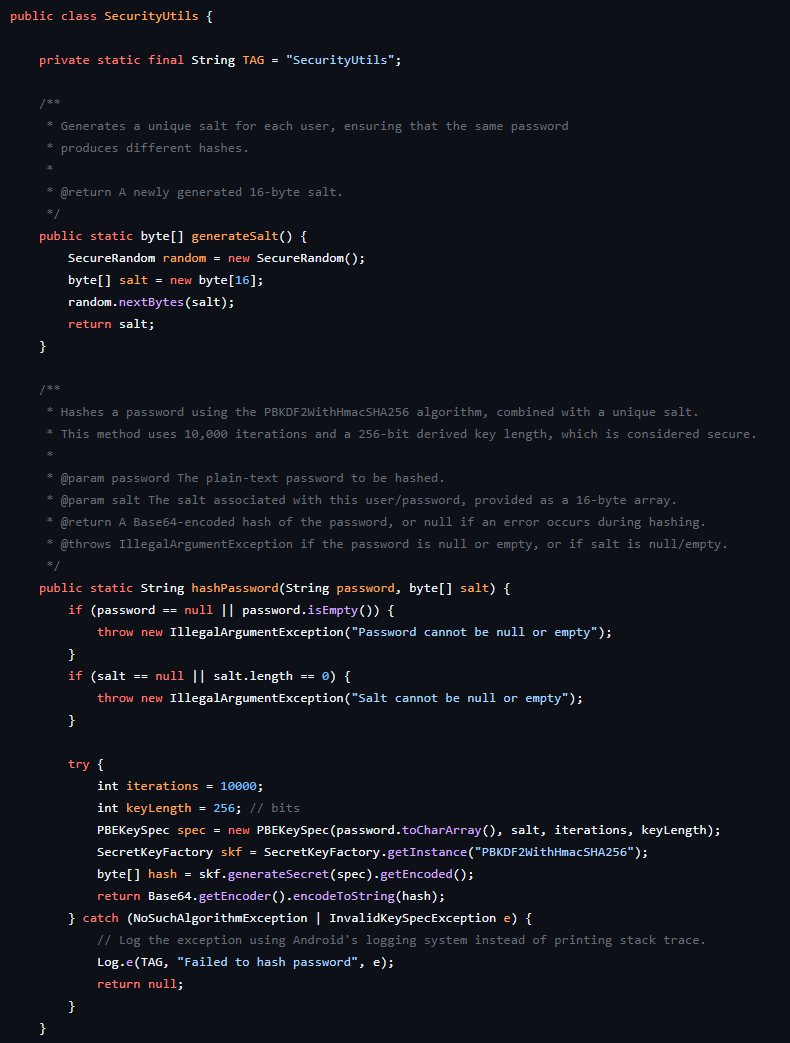 public class SecurityUtils {
    private static final String TAG = "SecurityUtils";
    /**
     * Generates a unique salt for each user, ensuring that the same password
     * produces different hashes.
     *
     * @return A newly generated 16-byte salt.
     */
    public static byte[] generateSalt() {
        SecureRandom random = new SecureRandom();
        byte[] salt = new byte[16];
        random.nextBytes(salt);
        return salt;
    }
    /**
     * Hashes a password using the PBKDF2WithHmacSHA256 algorithm, combined with a unique salt.
     * This method uses 10,000 iterations and a 256-bit derived key length, which is considered secure.
     *
     * @param password The plain-text password to be hashed.
     * @param salt The salt associated with this user/password, provided as a 16-byte array.
     * @return A Base64-encoded hash of the password, or null if an error occurs during hashing.
     * @throws IllegalArgumentException if the password is null or empty, or if salt is null/empty.
     */
    public static String hashPassword(String password, byte[] salt) {
        if (password == null || password.isEmpty()) {
            throw new IllegalArgumentException("Password cannot be null or empty");
        }
        if (salt == null || salt.length == 0) {
            throw new IllegalArgumentException("Salt cannot be null or empty");
        }
        try {
            int iterations = 10000;
            int keyLength = 256; // bits
            PBEKeySpec spec = new PBEKeySpec(password.toCharArray(), salt, iterations, keyLength);
            SecretKeyFactory skf = SecretKeyFactory.getInstance("PBKDF2WithHmacSHA256");
            byte[] hash = skf.generateSecret(spec).getEncoded();
            return Base64.getEncoder().encodeToString(hash);
        } catch (NoSuchAlgorithmException | InvalidKeySpecException e) {
            // Log the exception using Android's logging system instead of printing stack trace.
            Log.e(TAG, "Failed to hash password", e);
            return null;
        }
    }